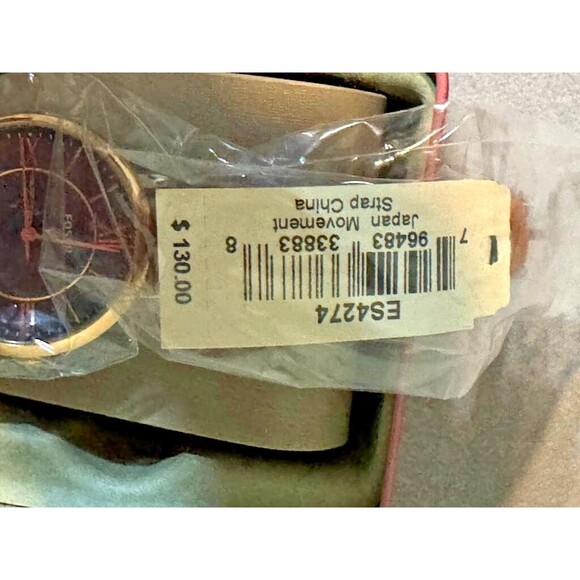 ES4274
7 96483 33883 8
Japan Movement
Strap China
$ 130.00